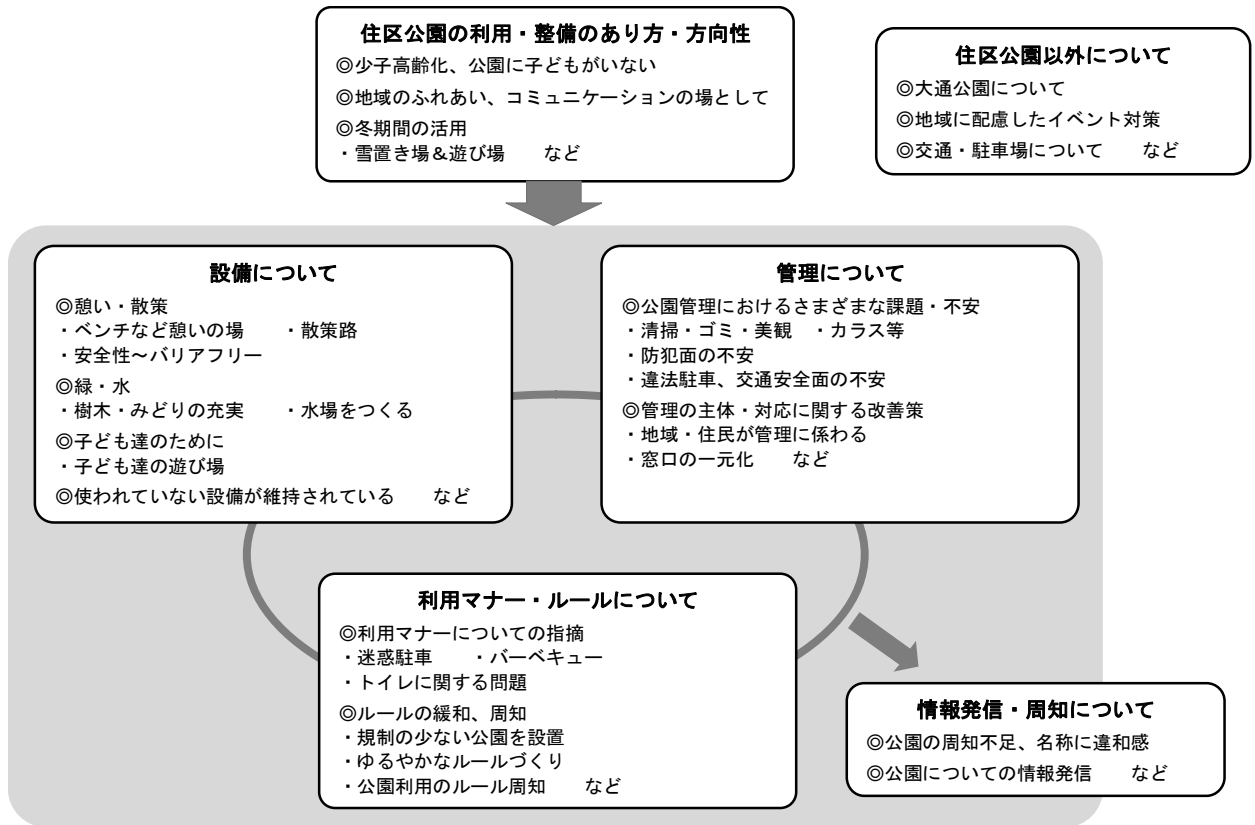 住区公園の利用・整備のあり方・方向性
◎少子高齢化、公園に子どもがいない
◎地域のふれあい、コミュニケーションの場として
◎冬期間の活用
・雪置き場＆遊び場　　など
住区公園以外について
◎大通公園について
◎地域に配慮したイベント対策
◎交通・駐車場について　　など
設備について
◎憩い・散策
・ベンチなど憩いの場　　・散策路
・安全性～バリアフリー
◎緑・水
・樹木・みどりの充実　　・水場をつくる
◎子ども達のために
・子ども達の遊び場
◎使われていない設備が維持されている　　など
管理について
◎公園管理におけるさまざまな課題・不安
・清掃・ゴミ・美観　・カラス等
・防犯面の不安
・違法駐車、交通安全面の不安
◎管理の主体・対応に関する改善策
・地域・住民が管理に係わる
・窓口の一元化　　など
利用マナー・ルールについて
◎利用マナーについての指摘
・迷惑駐車　　・バーベキュー
・トイレに関する問題
◎ルールの緩和、周知
・規制の少ない公園を設置
・ゆるやかなルールづくり
・公園利用のルール周知　　など
情報発信・周知について
◎公園の周知不足、名称に違和感
◎公園についての情報発信　　など